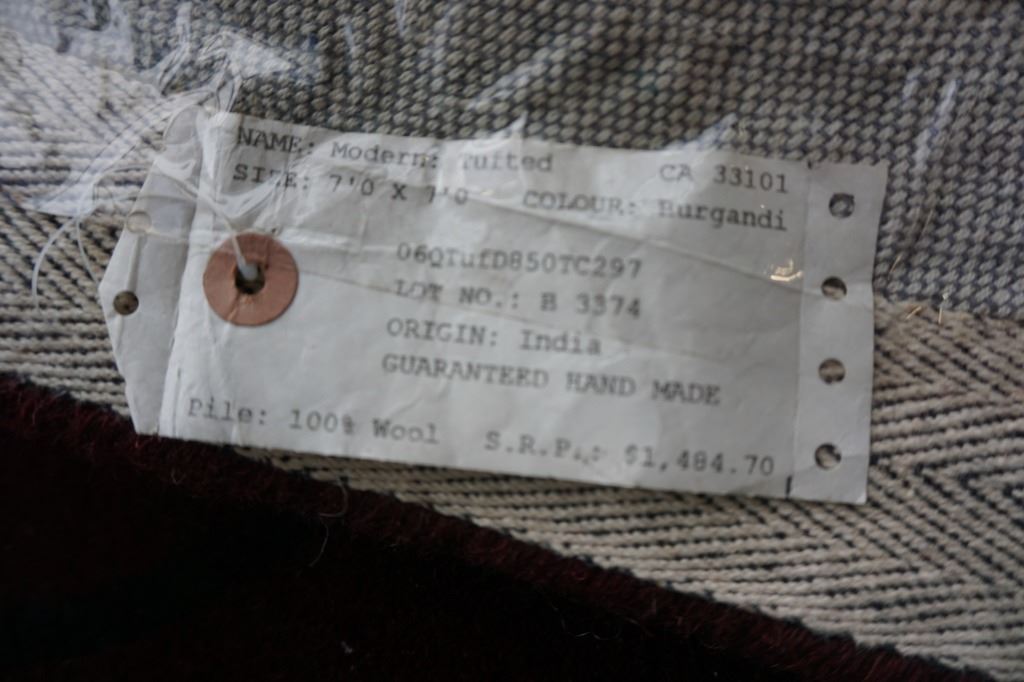 NAME: Modern: Tufted CA 33101
SIZE: 7'0 X 7'0 COLOUR: Burgandi
06QTufD850TC297
LOT NO.: B 3374
ORIGIN: India
GUARANTEED HAND MADE
Pile: 100% Wool S.R.P.: $1,484.70